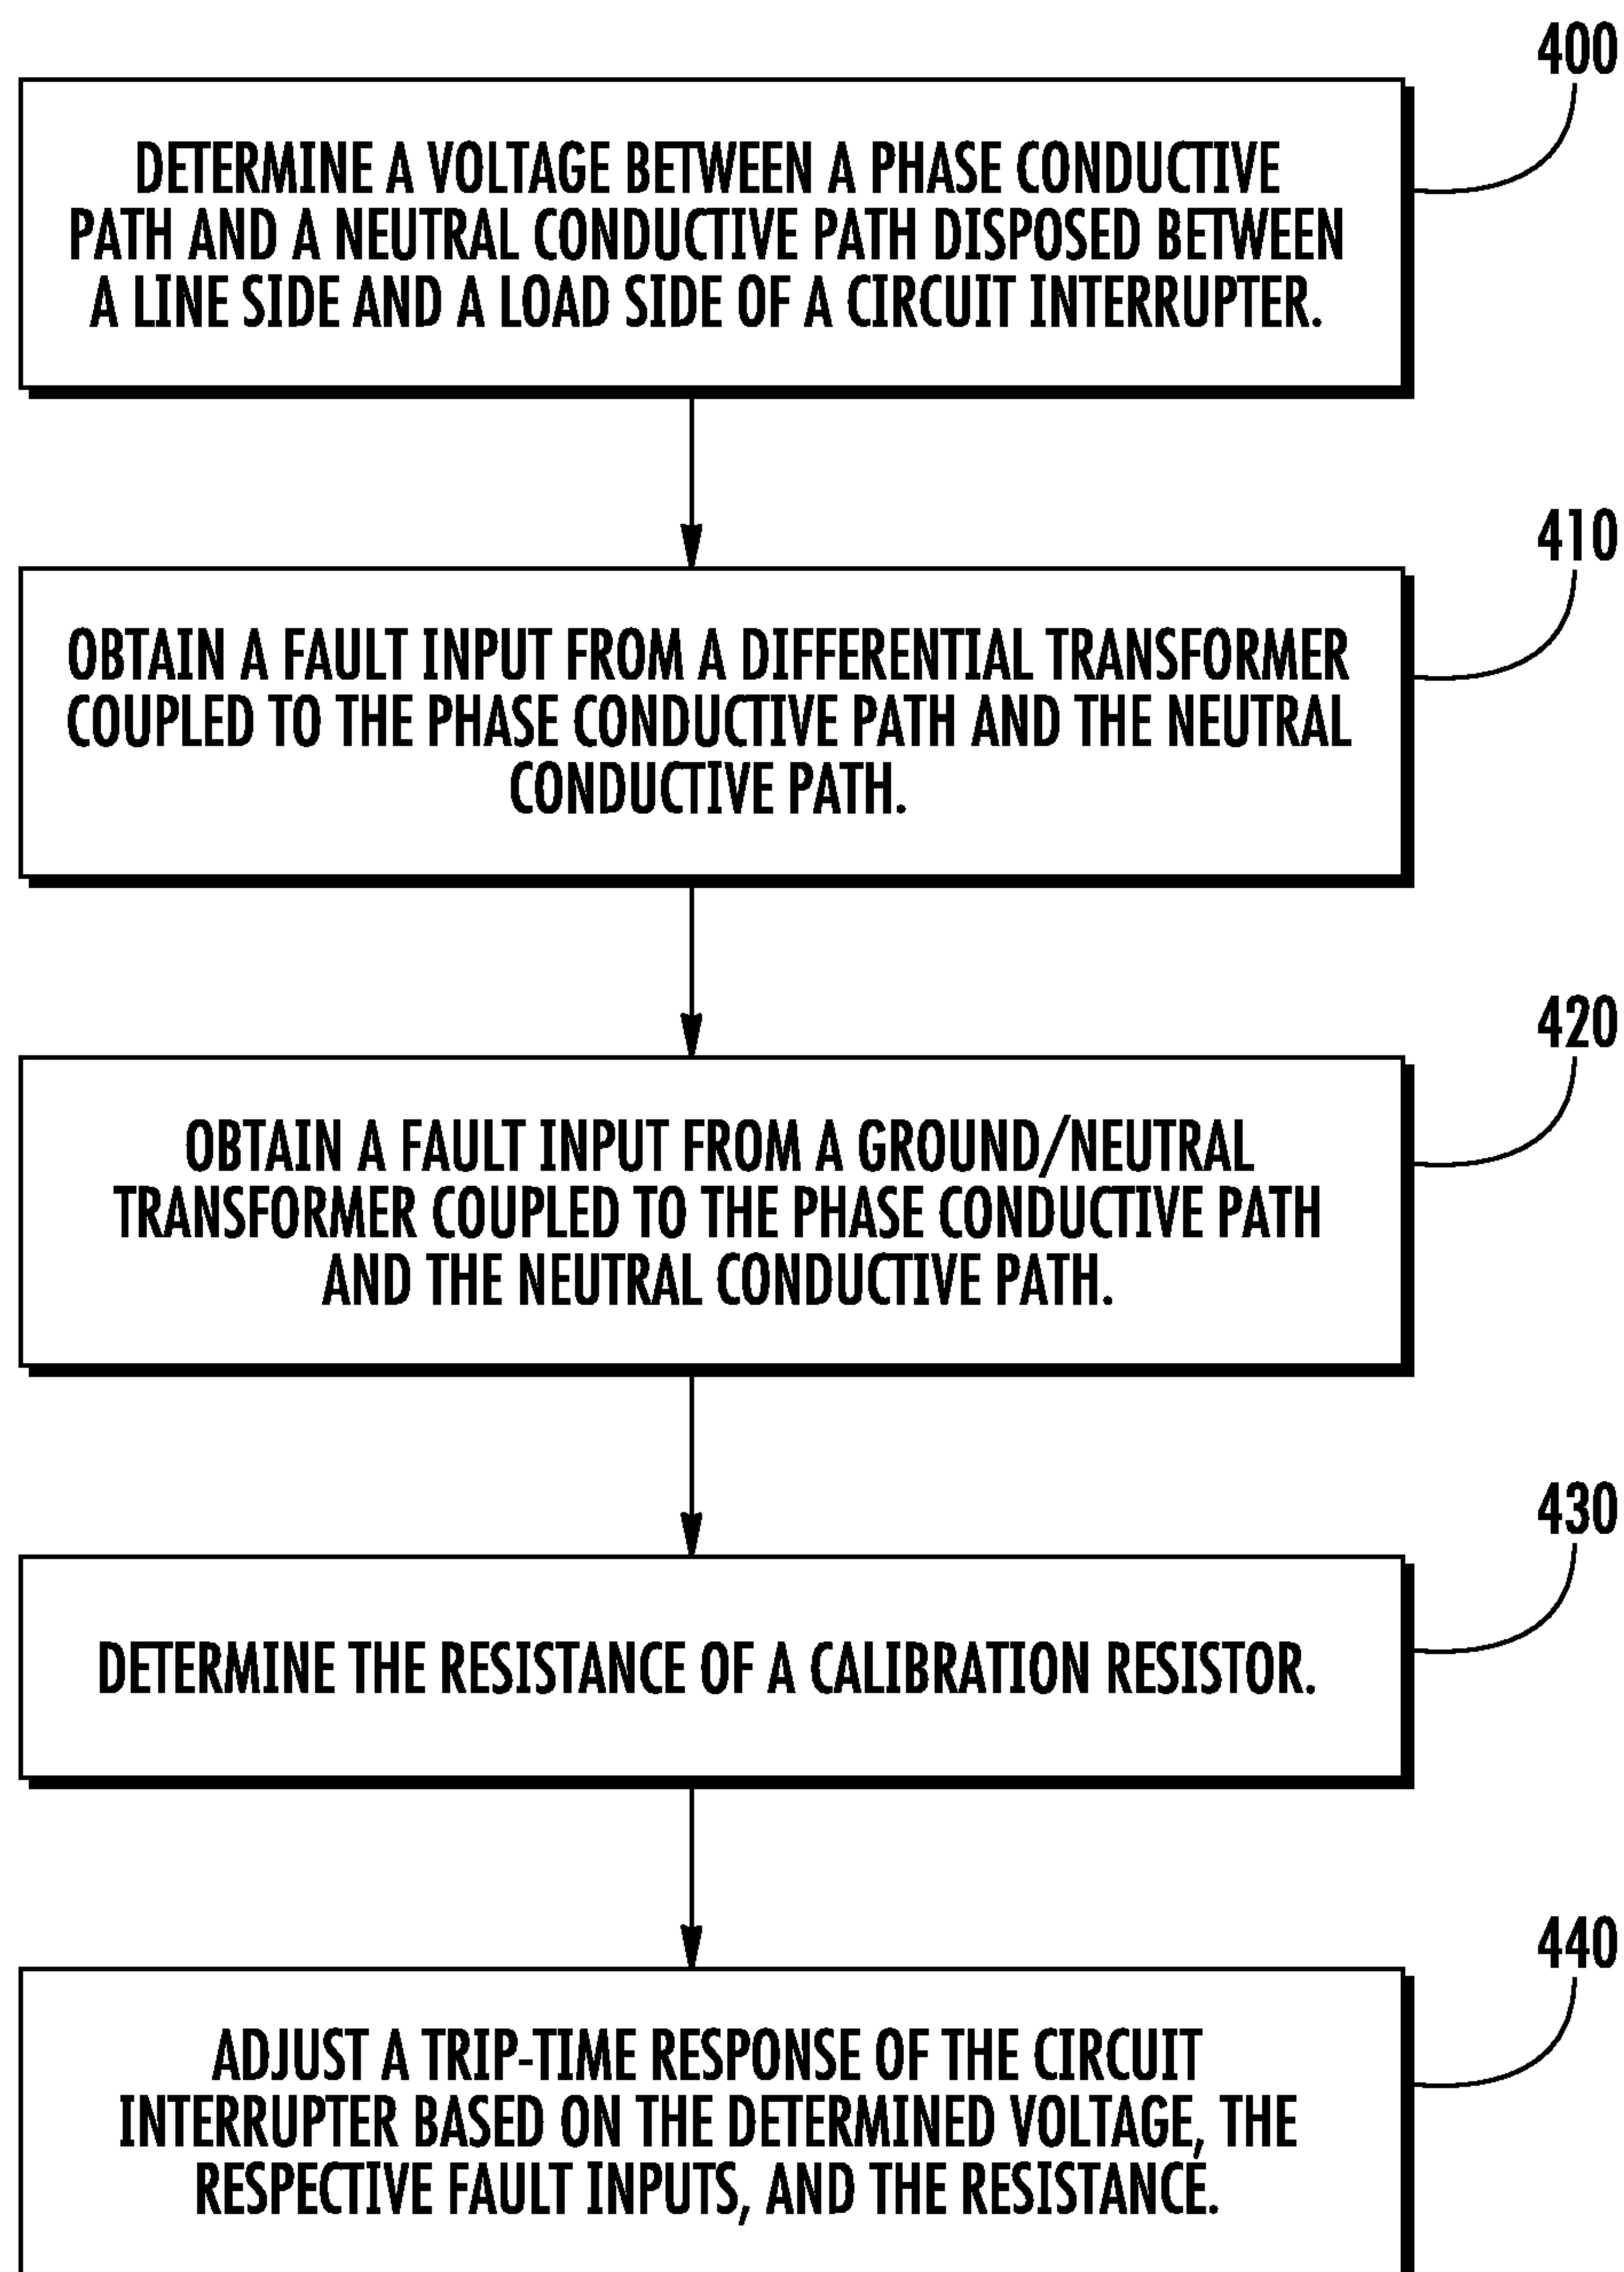 400
DETERMINE A VOLTAGE BETWEEN A PHASE CONDUCTIVE
PATH AND A NEUTRAL CONDUCTIVE PATH DISPOSED BETWEEN
A LINE SIDE AND A LOAD SIDE OF A CIRCUIT INTERRUPTER.
410
OBTAIN A FAULT INPUT FROM A DIFFERENTIAL TRANSFORMER
COUPLED TO THE PHASE CONDUCTIVE PATH AND THE NEUTRAL
CONDUCTIVE PATH.
420
OBTAIN A FAULT INPUT FROM A GROUND/NEUTRAL
TRANSFORMER COUPLED TO THE PHASE CONDUCTIVE PATH
AND THE NEUTRAL CONDUCTIVE PATH.
430
DETERMINE THE RESISTANCE OF A CALIBRATION RESISTOR.
440
ADJUST A TRIP-TIME RESPONSE OF THE CIRCUIT
INTERRUPTER BASED ON THE DETERMINED VOLTAGE, THE
RESPECTIVE FAULT INPUTS, AND THE RESISTANCE.